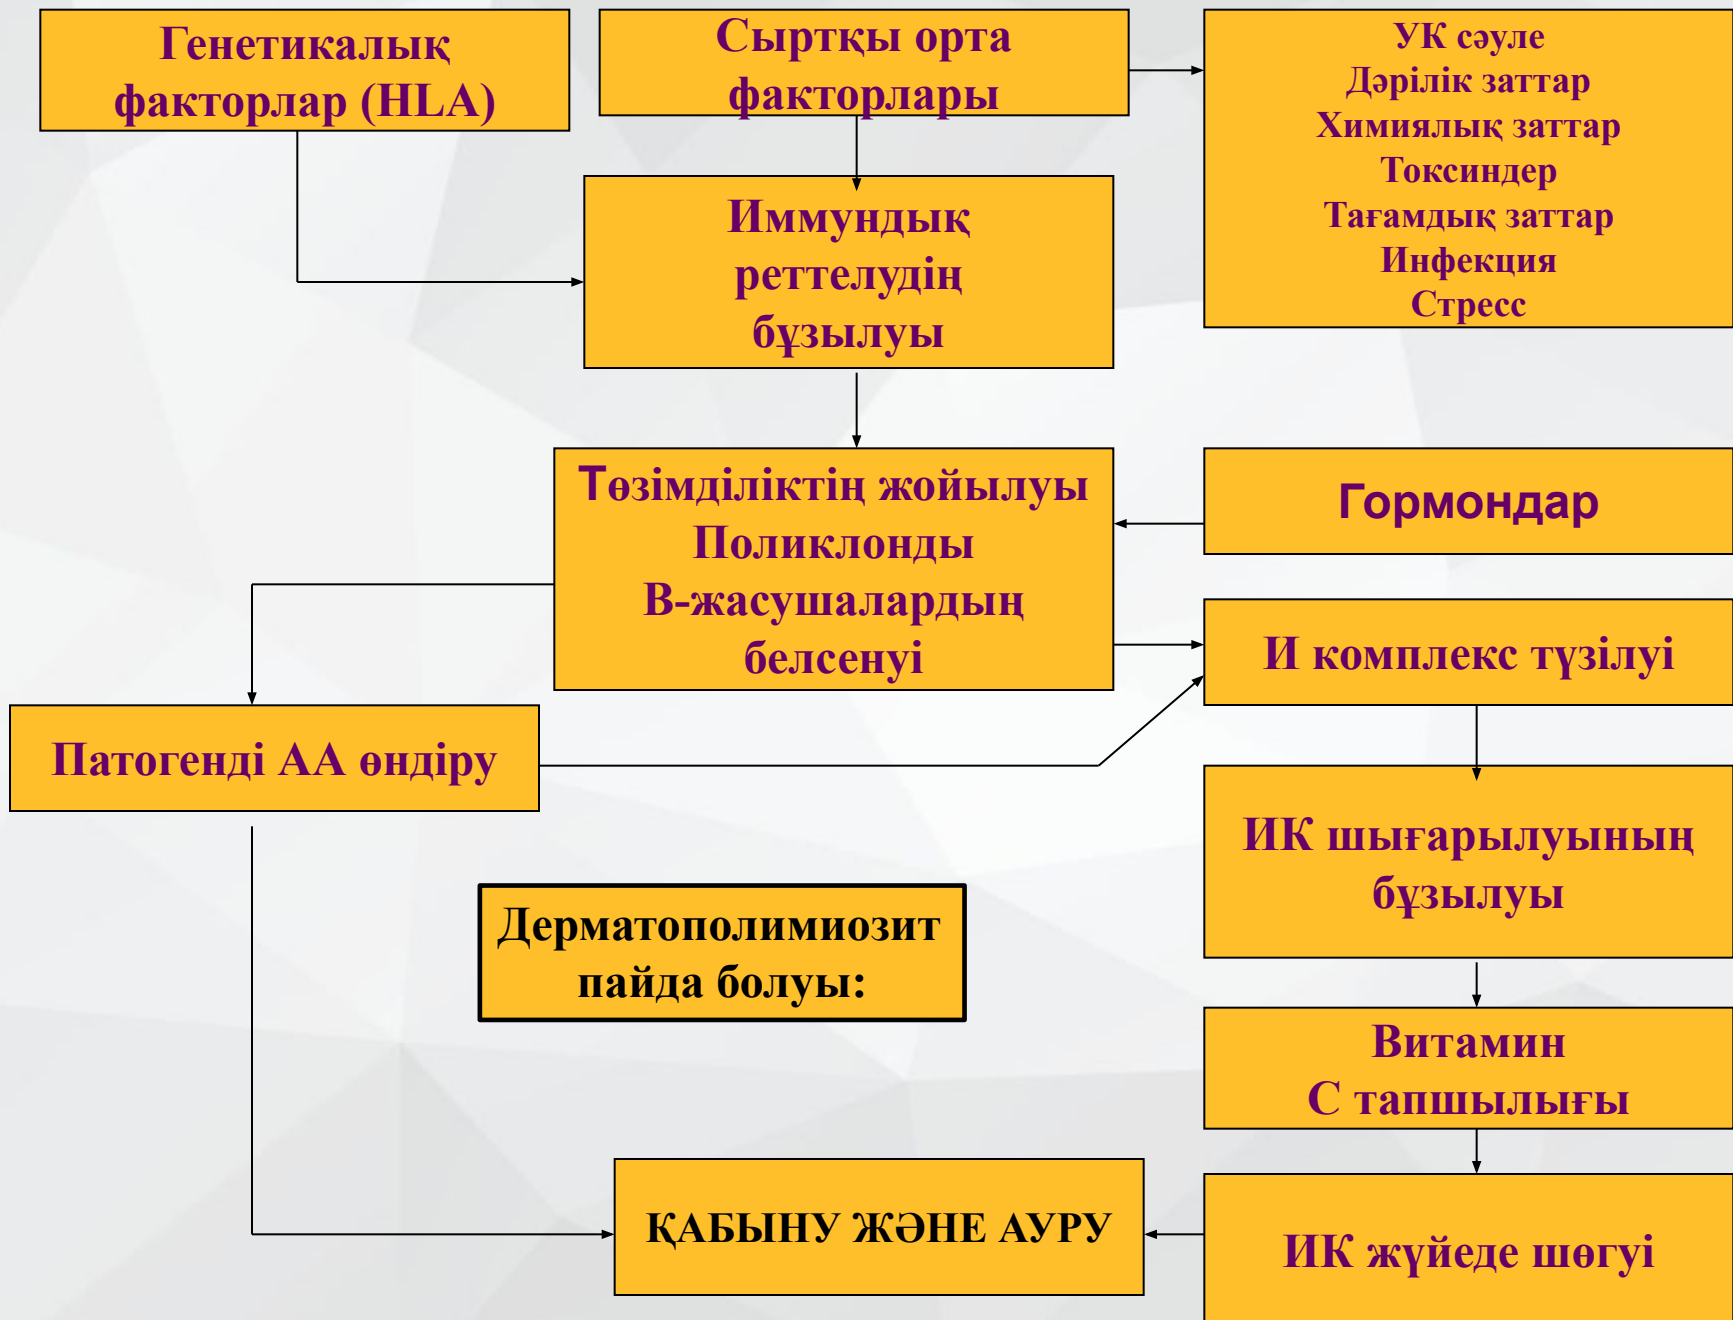 Генетикалық
факторлар (HLA)
Сыртқы орта
факторлары
УК сәуле
Дәрілік заттар
Химиялық заттар
Токсиндер
Тағамдық заттар
Инфекция
Стресс
Иммундық
реттелудің
бұзылуы
Төзімділіктің жойылуы
Поликлонды
В-жасушалардың
белсенуі
Гормондар
И комплекс түзілуі
Патогенді АА өндіру
ИК шығарылуының
бұзылуы
Дерматополимиозит
пайда болуы:
Витамин
С тапшылығы
ҚАБЫНУ ЖӘНЕ АУРУ
ИК жүйеде шөгуі